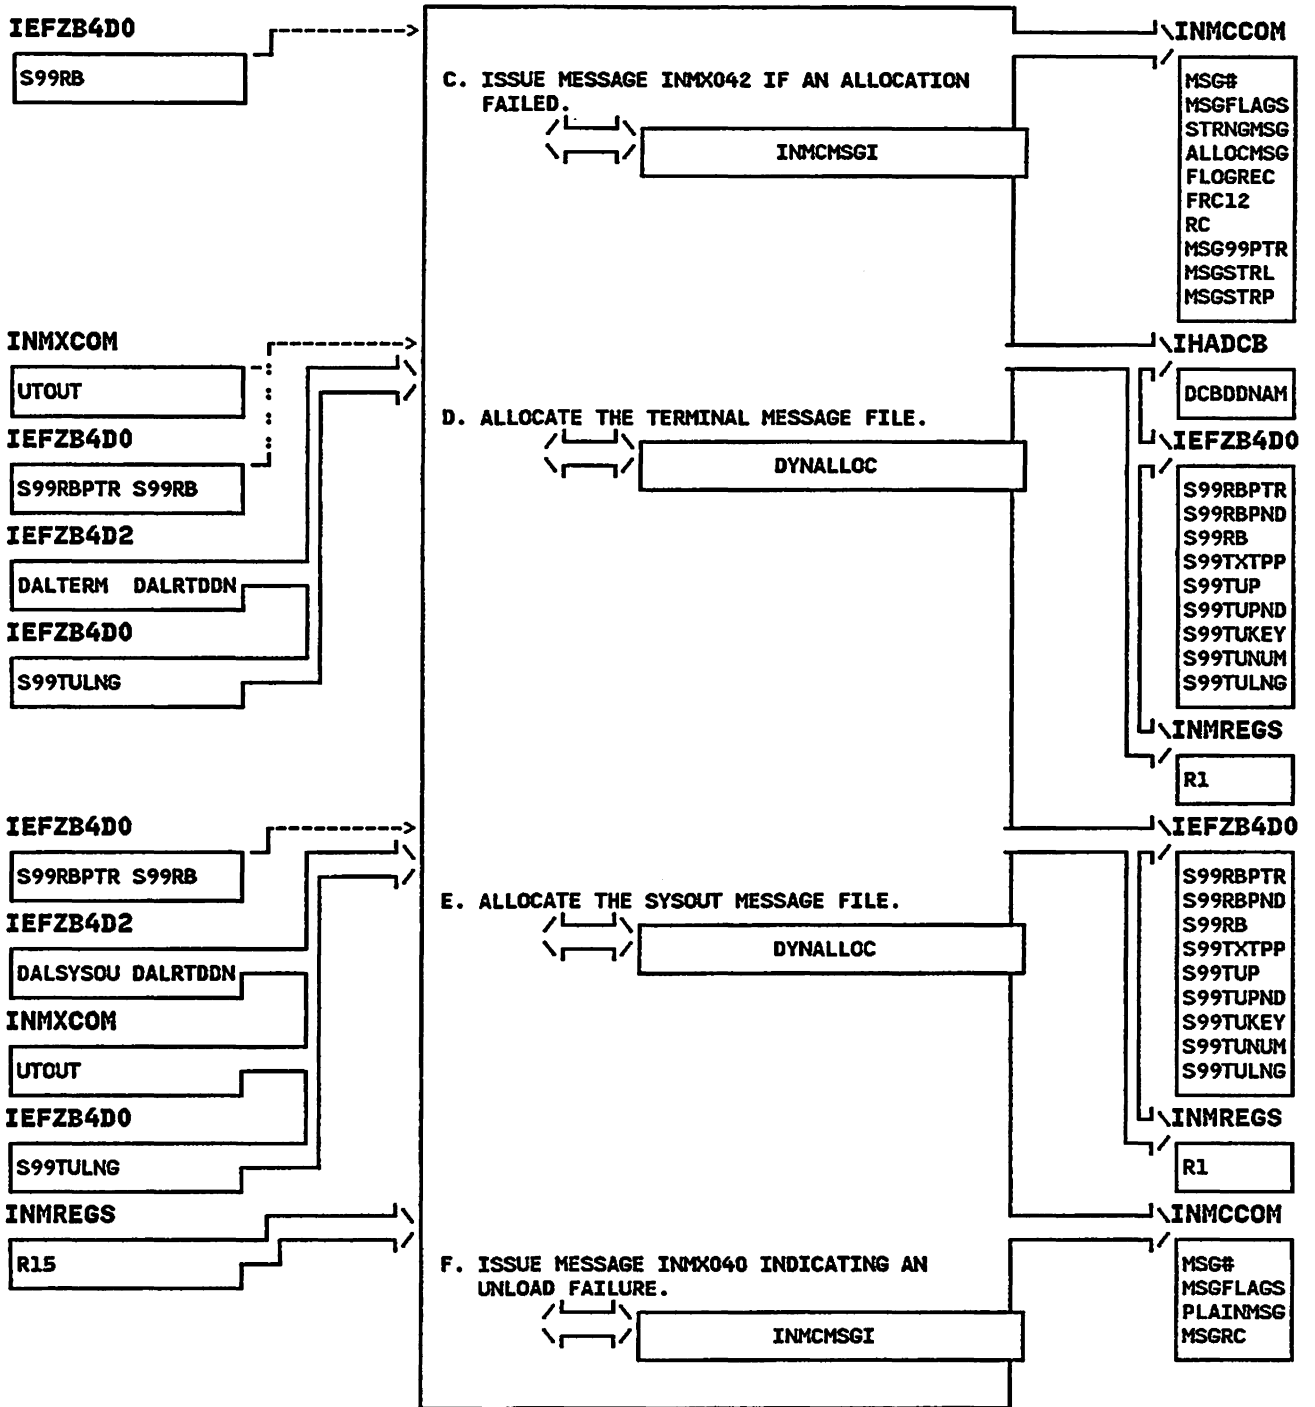 IEFZB4D0
S99RB
INMXCOM
UTOUT
IEFZB4D0
S99RBPTR S99RB
IEFZB4D2
DALTERM DALRTDDN
IEFZB4D0
S99TULNG
IEFZB4D0
S99RBPTR S99RB
IEFZB4D2
DALSYSOU DALRTDDN
INMXCOM
UTOUT
IEFZB4D0
S99TULNG
INMREGS
R15
C. ISSUE MESSAGE INMX042 IF AN ALLOCATION
FAILED.
INMCMSGI
D. ALLOCATE THE TERMINAL MESSAGE FILE.
DYNALLOC
E. ALLOCATE THE SYSOUT MESSAGE FILE.
DYNALLOC
F. ISSUE MESSAGE INMX040 INDICATING AN
UNLOAD FAILURE.
INMCMSGI
INMCCOM
MSG#
MSGFLAGS
STRNGMSG
ALLOCMSG
FLOGREC
FRC12
RC
MSG99PTR
MSGSTRL
MSGSTRP
IHADCB
DCBDDNAM
IEFZB4D0
S99RBPTR
S99RBPND
S99RB
S99TXTPP
S99TUP
S99TUPND
S99TUKEY
S99TUNUM
S99TULNG
INMREGS
R1
IEFZB4D0
S99RBPTR
S99RBPND
S99RB
S99TXTPP
S99TUP
S99TUPND
S99TUKEY
S99TUNUM
S99TULNG
INMREGS
R1
INMCCOM
MSG#
MSGFLAGS
PLAINMSG
MSGRC